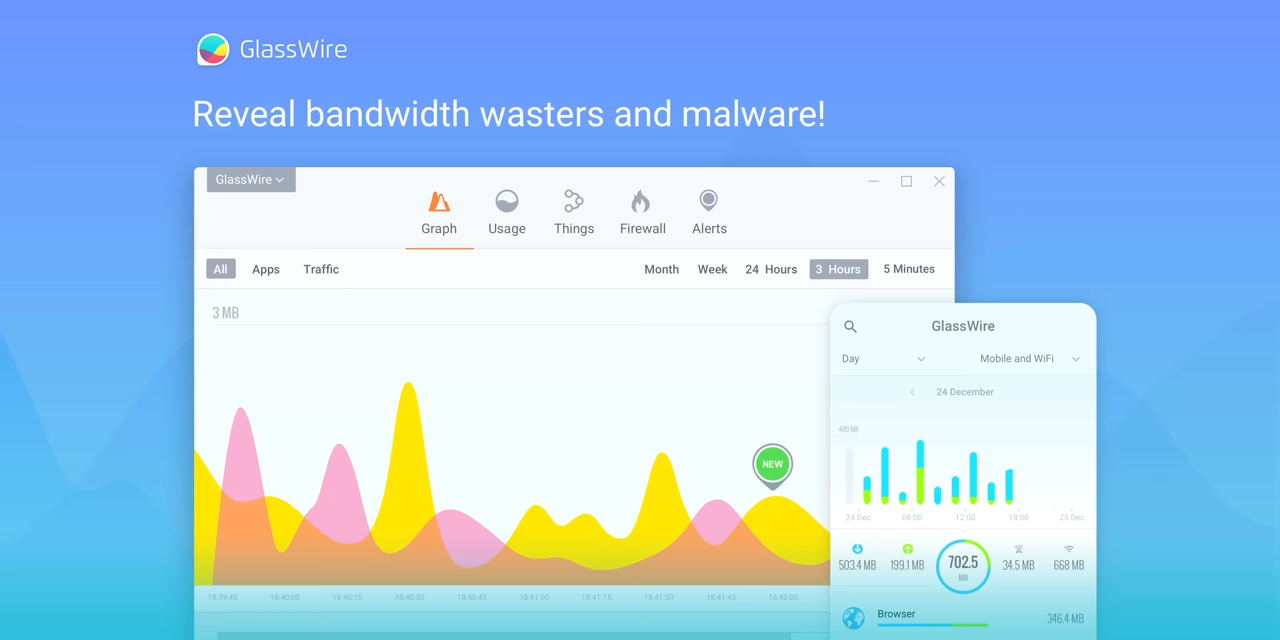 GlassWire
Reveal bandwidth wasters and malware!
GlassWire
Graph Usage Things Firewall Alerts
All Apps Traffic Month Week 24 Hours 3 Hours 5 Minutes
3 MB
NEW
18:39:45 18:40:00 18:40:15 18:40:30 18:40:45 18:41:00 18:41:15 18:41:30 18:41:45 18:42:00
GlassWire
Day Mobile and WiFi
24 December
480 MB
24 Dec 06:00 12:00 18:00 25 Dec
503.4 MB 199.1 MB 702.5 MB 34.5 MB 668 MB
Browser 346.4 MB